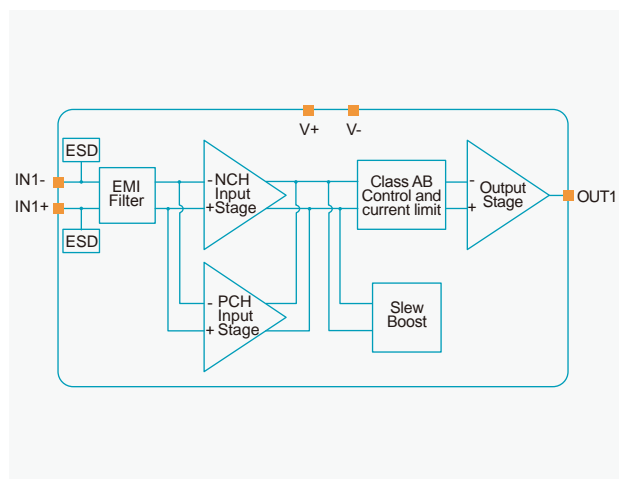 V+ V-
ESD
IN1-
EMI
Filter
IN1+
ESD
- NCH
Input
+ Stage
- PCH
Input
+ Stage
Class AB
Control and
current limit
Slew
Boost
- Output
+ Stage
OUT1